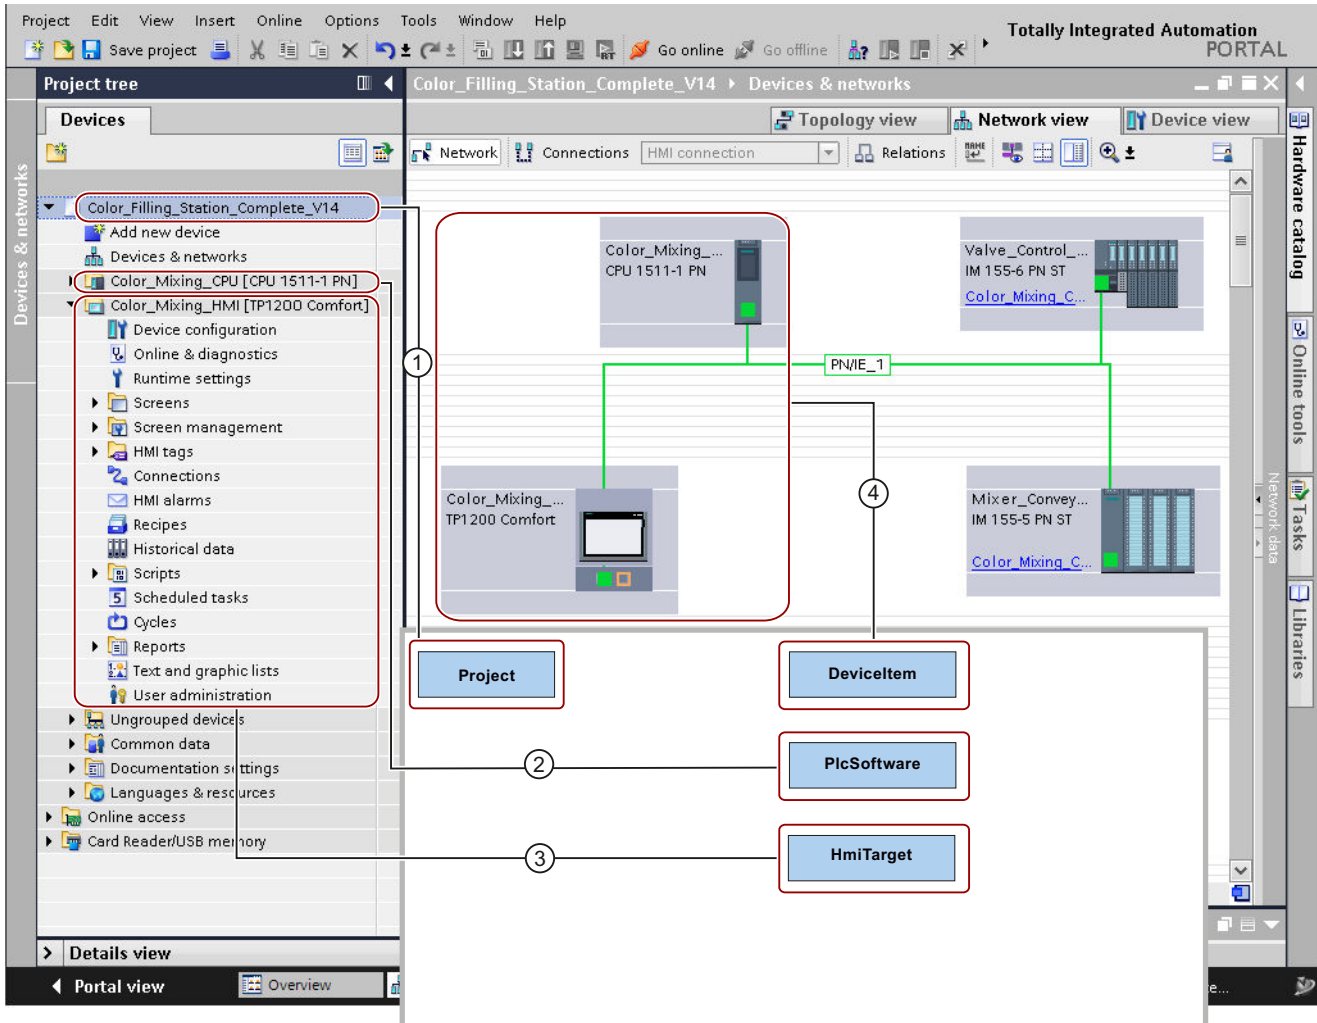 Project Edit View Insert Online Options Tools Window Help
Totally Integrated Automation
PORTAL
Save project
Go online
Go offline
Project tree
Color_Filling_Station_Complete_V14 Devices & networks
Devices
Topology view
Network view
Device view
Network
Connections
HMI connection
Relations
Devices & networks
Color_Filling_Station_Complete_V14
Add new device
Devices & networks
Color_Mixing_CPU [CPU 1511-1 PN]
Color_Mixing_HMI [TP1200 Comfort]
Device configuration
Online & diagnostics
Runtime settings
Screens
Screen management
HMI tags
Connections
HMI alarms
Recipes
Historical data
Scripts
5 Scheduled tasks
Cycles
Reports
Text and graphic lists
User administration
Ungrouped devices
Common data
Documentation settings
Languages & resources
Online access
Card Reader/USB memory
Details view
Portal view
Overview
Color_Mixing_...
CPU 1511-1 PN
Valve_Control_...
IM 155-6 PN ST
Color_Mixing_C...
PN/IE_1
Color_Mixing_...
TP1200 Comfort
Mixer_Convey...
IM 155-5 PN ST
Color_Mixing_C...
1
2
3
4
Project
DeviceItem
PlcSoftware
HmiTarget
Network data
Hardware catalog
Online tools
Tasks
Libraries